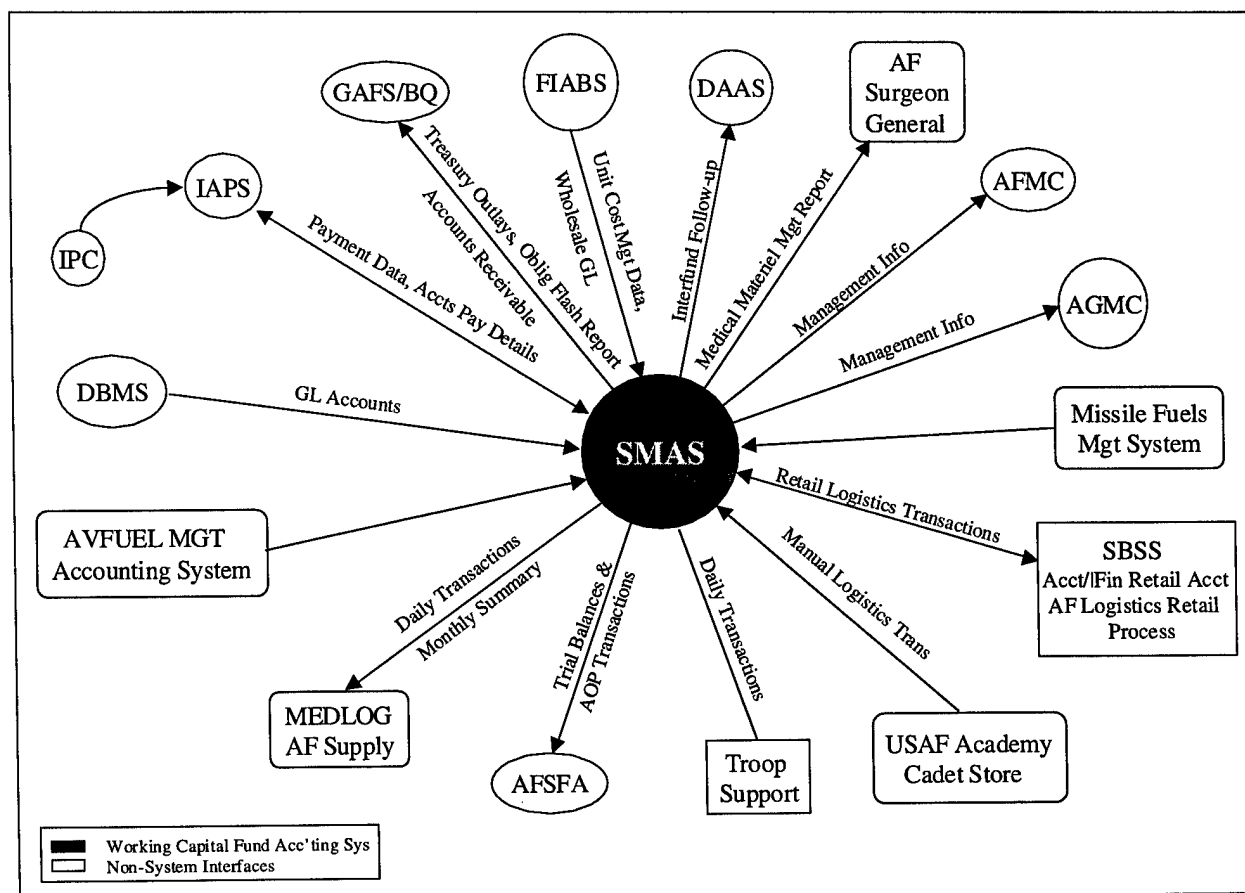 GAFS/BQ
FIABS
DAAS
AF
Surgeon
General
AFMC
IAPS
IPC
AGMC
Treasury Outlays, Oblig Flash Report
Accounts Receivable
Unit Cost Mgt Data,
Wholesale GL
Interfund Follow-up
Medical Materiel Mgt Report
Management Info
Management Info
Payment Data, Accts Pay Details
DBMS
GL Accounts
SMAS
Missile Fuels
Mgt System
AVFUEL MGT
Accounting System
Retail Logistics Transactions
SBSS
Acct/|Fin Retail Acct
AF Logistics Retail
Process
Daily Transactions
Monthly Summary
Trial Balances &
AOP Transactions
Daily Transactions
Manual Logistics Trans
MEDLOG
AF Supply
AFSFA
Troop
Support
USAF Academy
Cadet Store
Working Capital Fund Acc'ting Sys
Non-System Interfaces